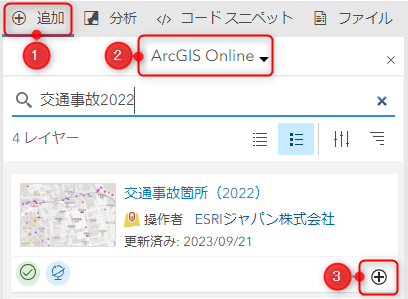 追加 分析 コード スニペット ファイル
1
2 ArcGIS Online
交通事故2022
4 レイヤー
交通事故箇所（2022）
操作者 ESRIジャパン株式会社
更新済み: 2023/09/21
3